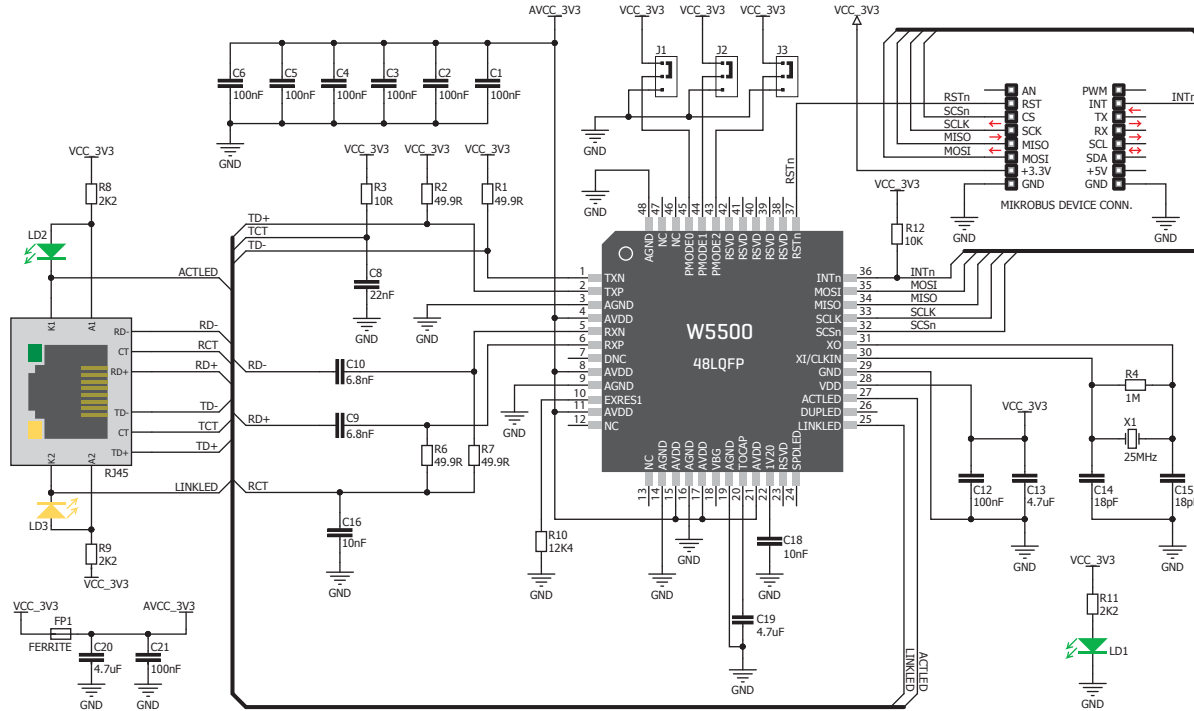 AVCC_3V3
VCC_3V3
VCC_3V3
VCC_3V3
VCC_3V3
J1
J2
J3
C6
100nF
C5
100nF
C4
100nF
C3
100nF
C2
100nF
C1
100nF
GND
GND
RSTn
SCSn
SCLK
MISO
MOSI
AN
RST
CS
SCK
MISO
MOSI
+3.3V
GND
PWM
INT
TX
RX
SCL
SDA
+5V
GND
INTn
MIKROBUS DEVICE CONN.
GND
GND
VCC_3V3
R8
2K2
LD2
ACTLED
VCC_3V3
R3
10R
VCC_3V3
R2
49.9R
VCC_3V3
R1
49.9R
TD+
TCT
TD-
C8
22nF
GND
GND
GND
RSTn
VCC_3V3
R12
10K
48
47
46
45
44
43
42
41
40
39
38
37
AGND
NC
NC
PMODE0
PMODE1
PMODE2
RSVD
RSVD
RSVD
RSVD
RSVD
RSTn
1 TXN
2 TXP
3 AGND
4 AVDD
5 RXN
6 RXP
7 DNC
8 AVDD
9 AGND
10 EXRES1
11 AVDD
12 NC
W5500
48LQFP
INTn 36 INTn
MOSI 35 MOSI
MISO 34 MISO
SCLK 33 SCLK
SCSn 32 SCSn
XO 31
XI/CLKIN 30
GND 29
VDD 28
ACTLED 27
DUPLED 26
LINKLED 25
NC
AGND
AVDD
AGND
AVDD
VBG
AGND
TOCAP
AVDD
1V20
RSVD
SPDLED
13
14
15
16
17
18
19
20
21
22
23
24
K1
A1
RD-
CT
RD+
TD-
CT
TD+
K2
A2
RJ45
RD-
RCT
RD+
TD-
TCT
TD+
LINKLED
RD-
RD+
RCT
C10
6.8nF
C9
6.8nF
R6
49.9R
R7
49.9R
C16
10nF
GND
GND
R10
12K4
GND
GND
GND
C18
10nF
GND
C19
4.7uF
GND
R4
1M
X1
25MHz
C14
18pF
C15
18pF
GND
VCC_3V3
C12
100nF
C13
4.7uF
GND
VCC_3V3
R11
2K2
LD1
GND
LD3
R9
2K2
VCC_3V3
VCC_3V3
FP1
FERRITE
AVCC_3V3
C20
4.7uF
C21
100nF
GND
GND
LINKLED
ACTLED